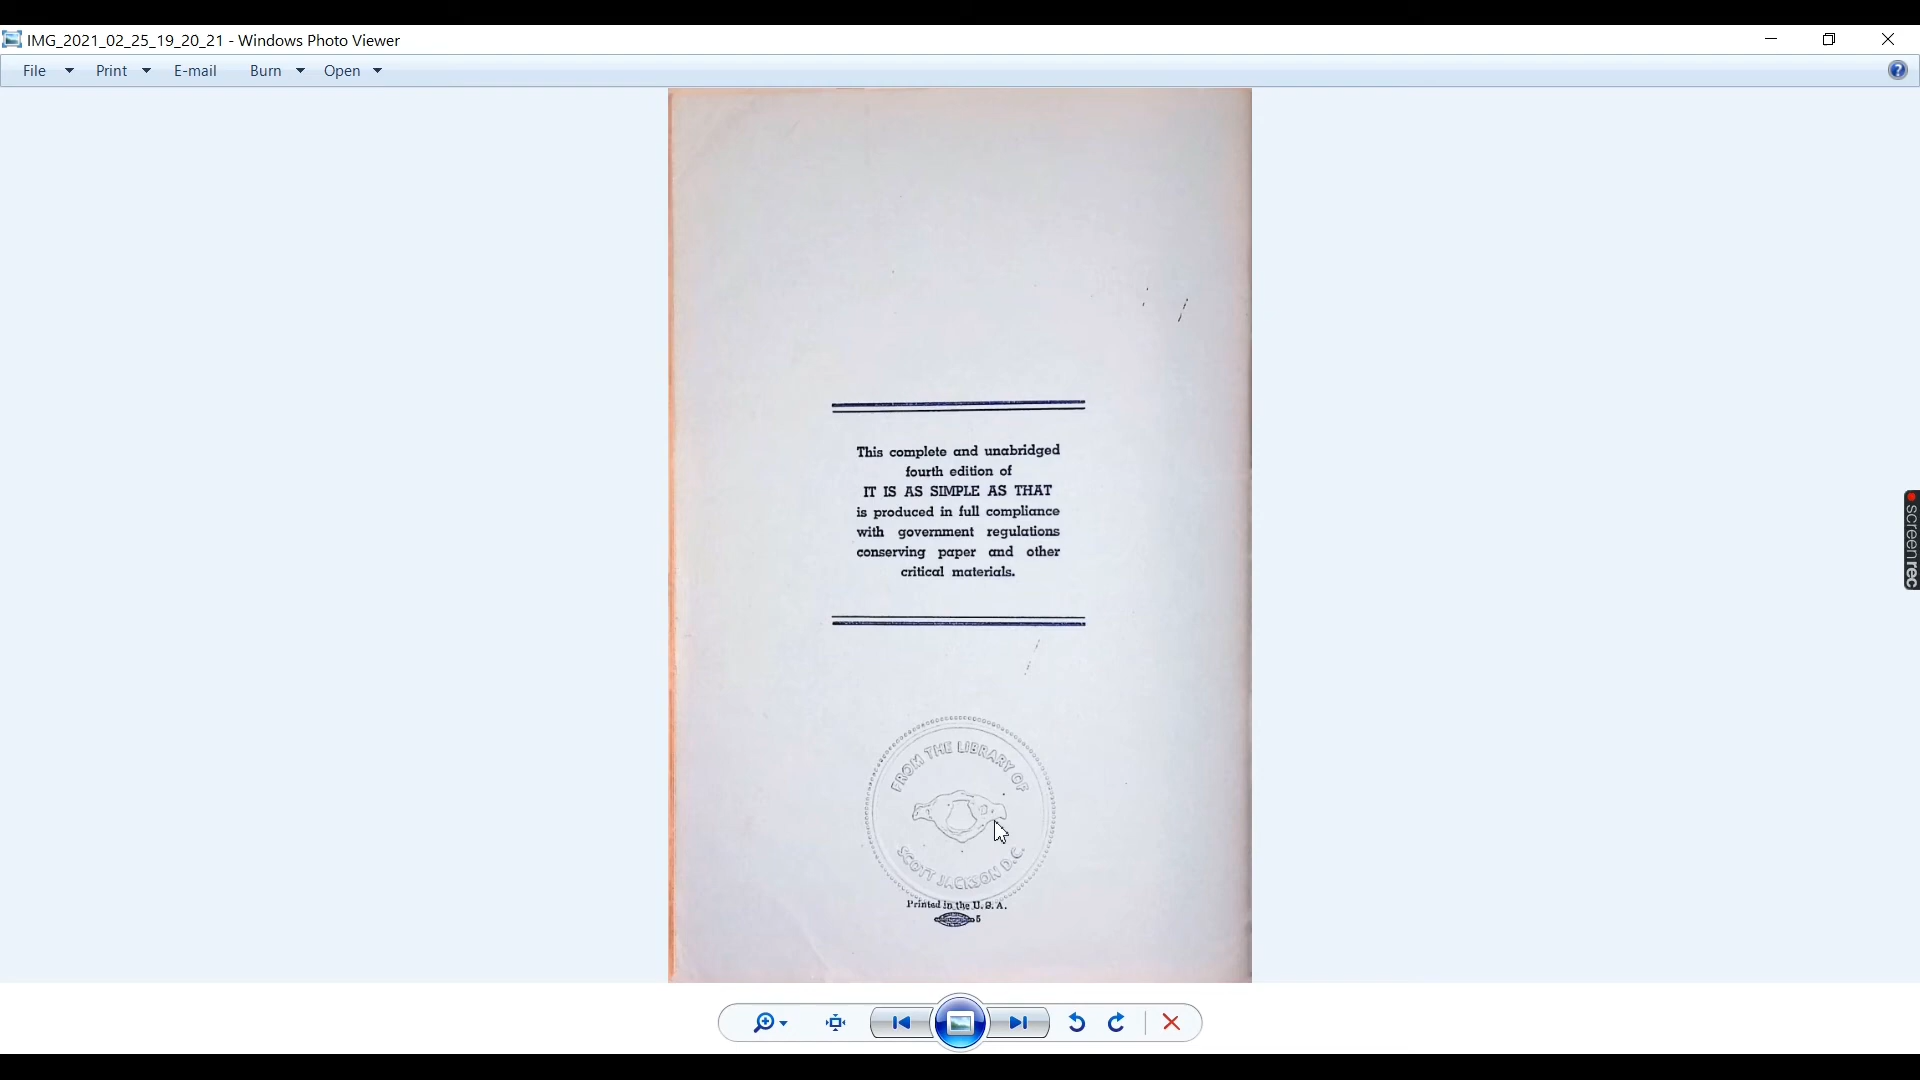 IMG_2021_02_25_19_20_21 - Windows Photo Viewer
File Print E-mail Burn Open
This complete and unabridged
fourth edition of
IT IS AS SIMPLE AS THAT
is produced in full compliance
with government regulations
conserving paper and other
critical materials.
FROM THE LIBRARY OF
SCOTT JACKSON D.C.
Printed in the U.S.A.
5
screenrec